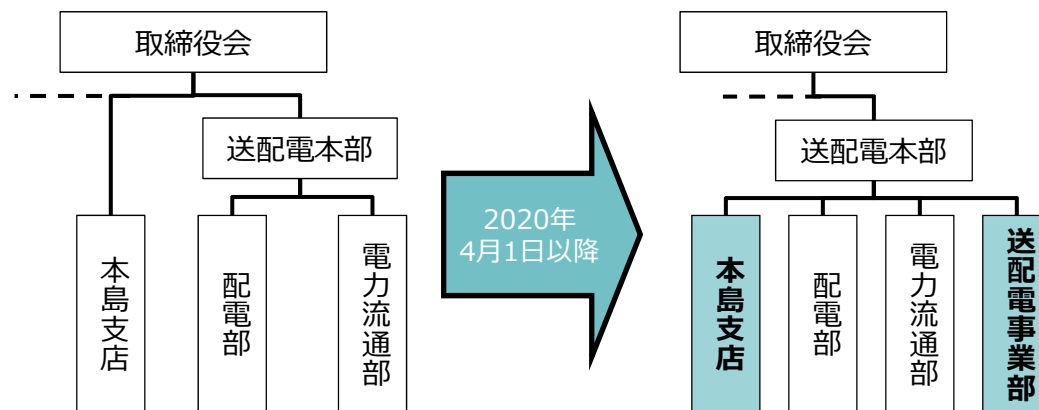 取締役会
送配電本部
本島支店
配電部
電力流通部
2020年
4月1日以降
取締役会
送配電本部
本島支店
配電部
電力流通部
送配電事業部